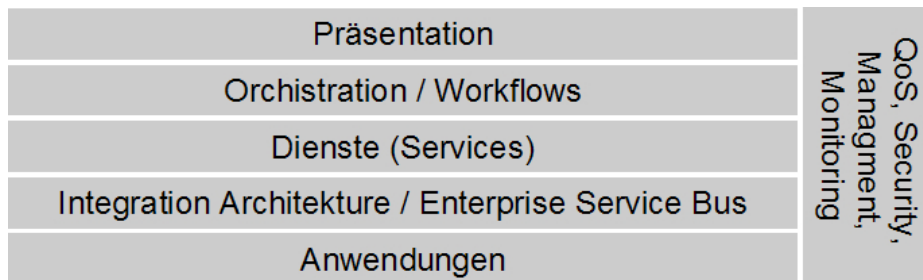 Präsentation
Orchistration / Workflows
Dienste (Services)
Integration Architekture / Enterprise Service Bus
Anwendungen
QoS, Security,
Managment,
Monitoring